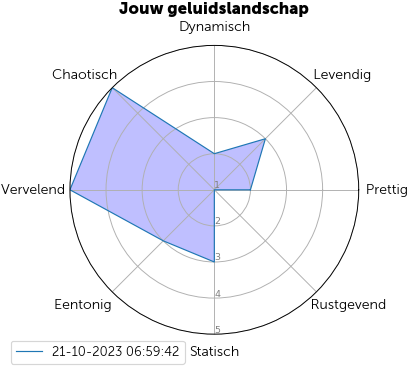 Jouw geluidslandschap
Dynamisch
Chaotisch
Levendig
Vervelend
1
Prettig
2
3
Eentonig
4
Rustgevend
5
21-10-2023 06:59:42
Statisch